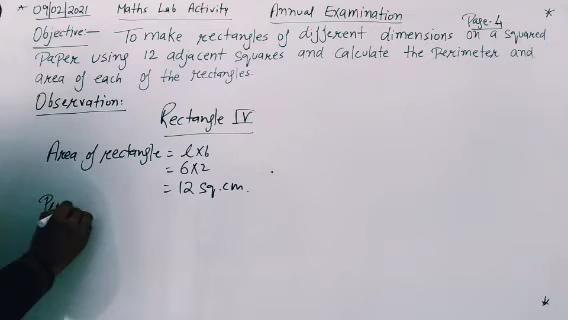 * 09/02/2021 Maths Lab Activity Annual Examination *
Page-4
Objective:- To make rectangles of different dimensions on a squared
paper using 12 adjacent squares and calculate the perimeter and
area of each of the rectangles.
Observation:
Rectangle IV
Area of rectangle = l×b
= 6×2
= 12 sq.cm.